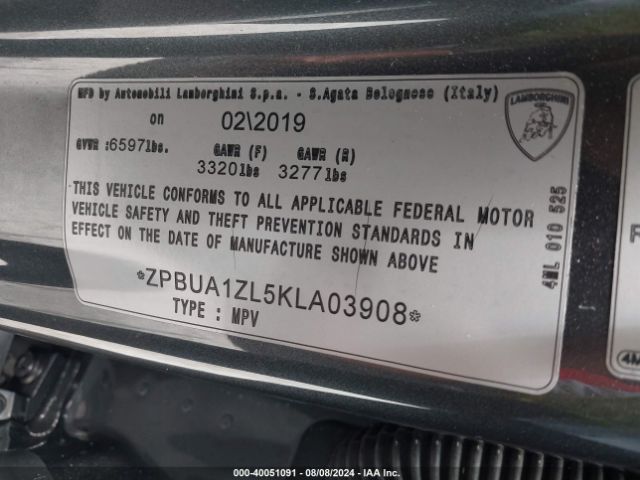 MFD by Automobili Lamborghini S.p.a. - S.Agata Bolognese (Italy)
on 02\2019
GVWR :6597lbs. GAWR (F) GAWR (R)
3320lbs 3277lbs
THIS VEHICLE CONFORMS TO ALL APPLICABLE FEDERAL MOTOR
VEHICLE SAFETY AND THEFT PREVENTION STANDARDS IN
EFFECT ON THE DATE OF MANUFACTURE SHOWN ABOVE
*ZPBUA1ZL5KLA03908*
TYPE : MPV
LAMBORGHINI
4ML 010 525
000-40051091 - 08/08/2024 - IAA Inc.